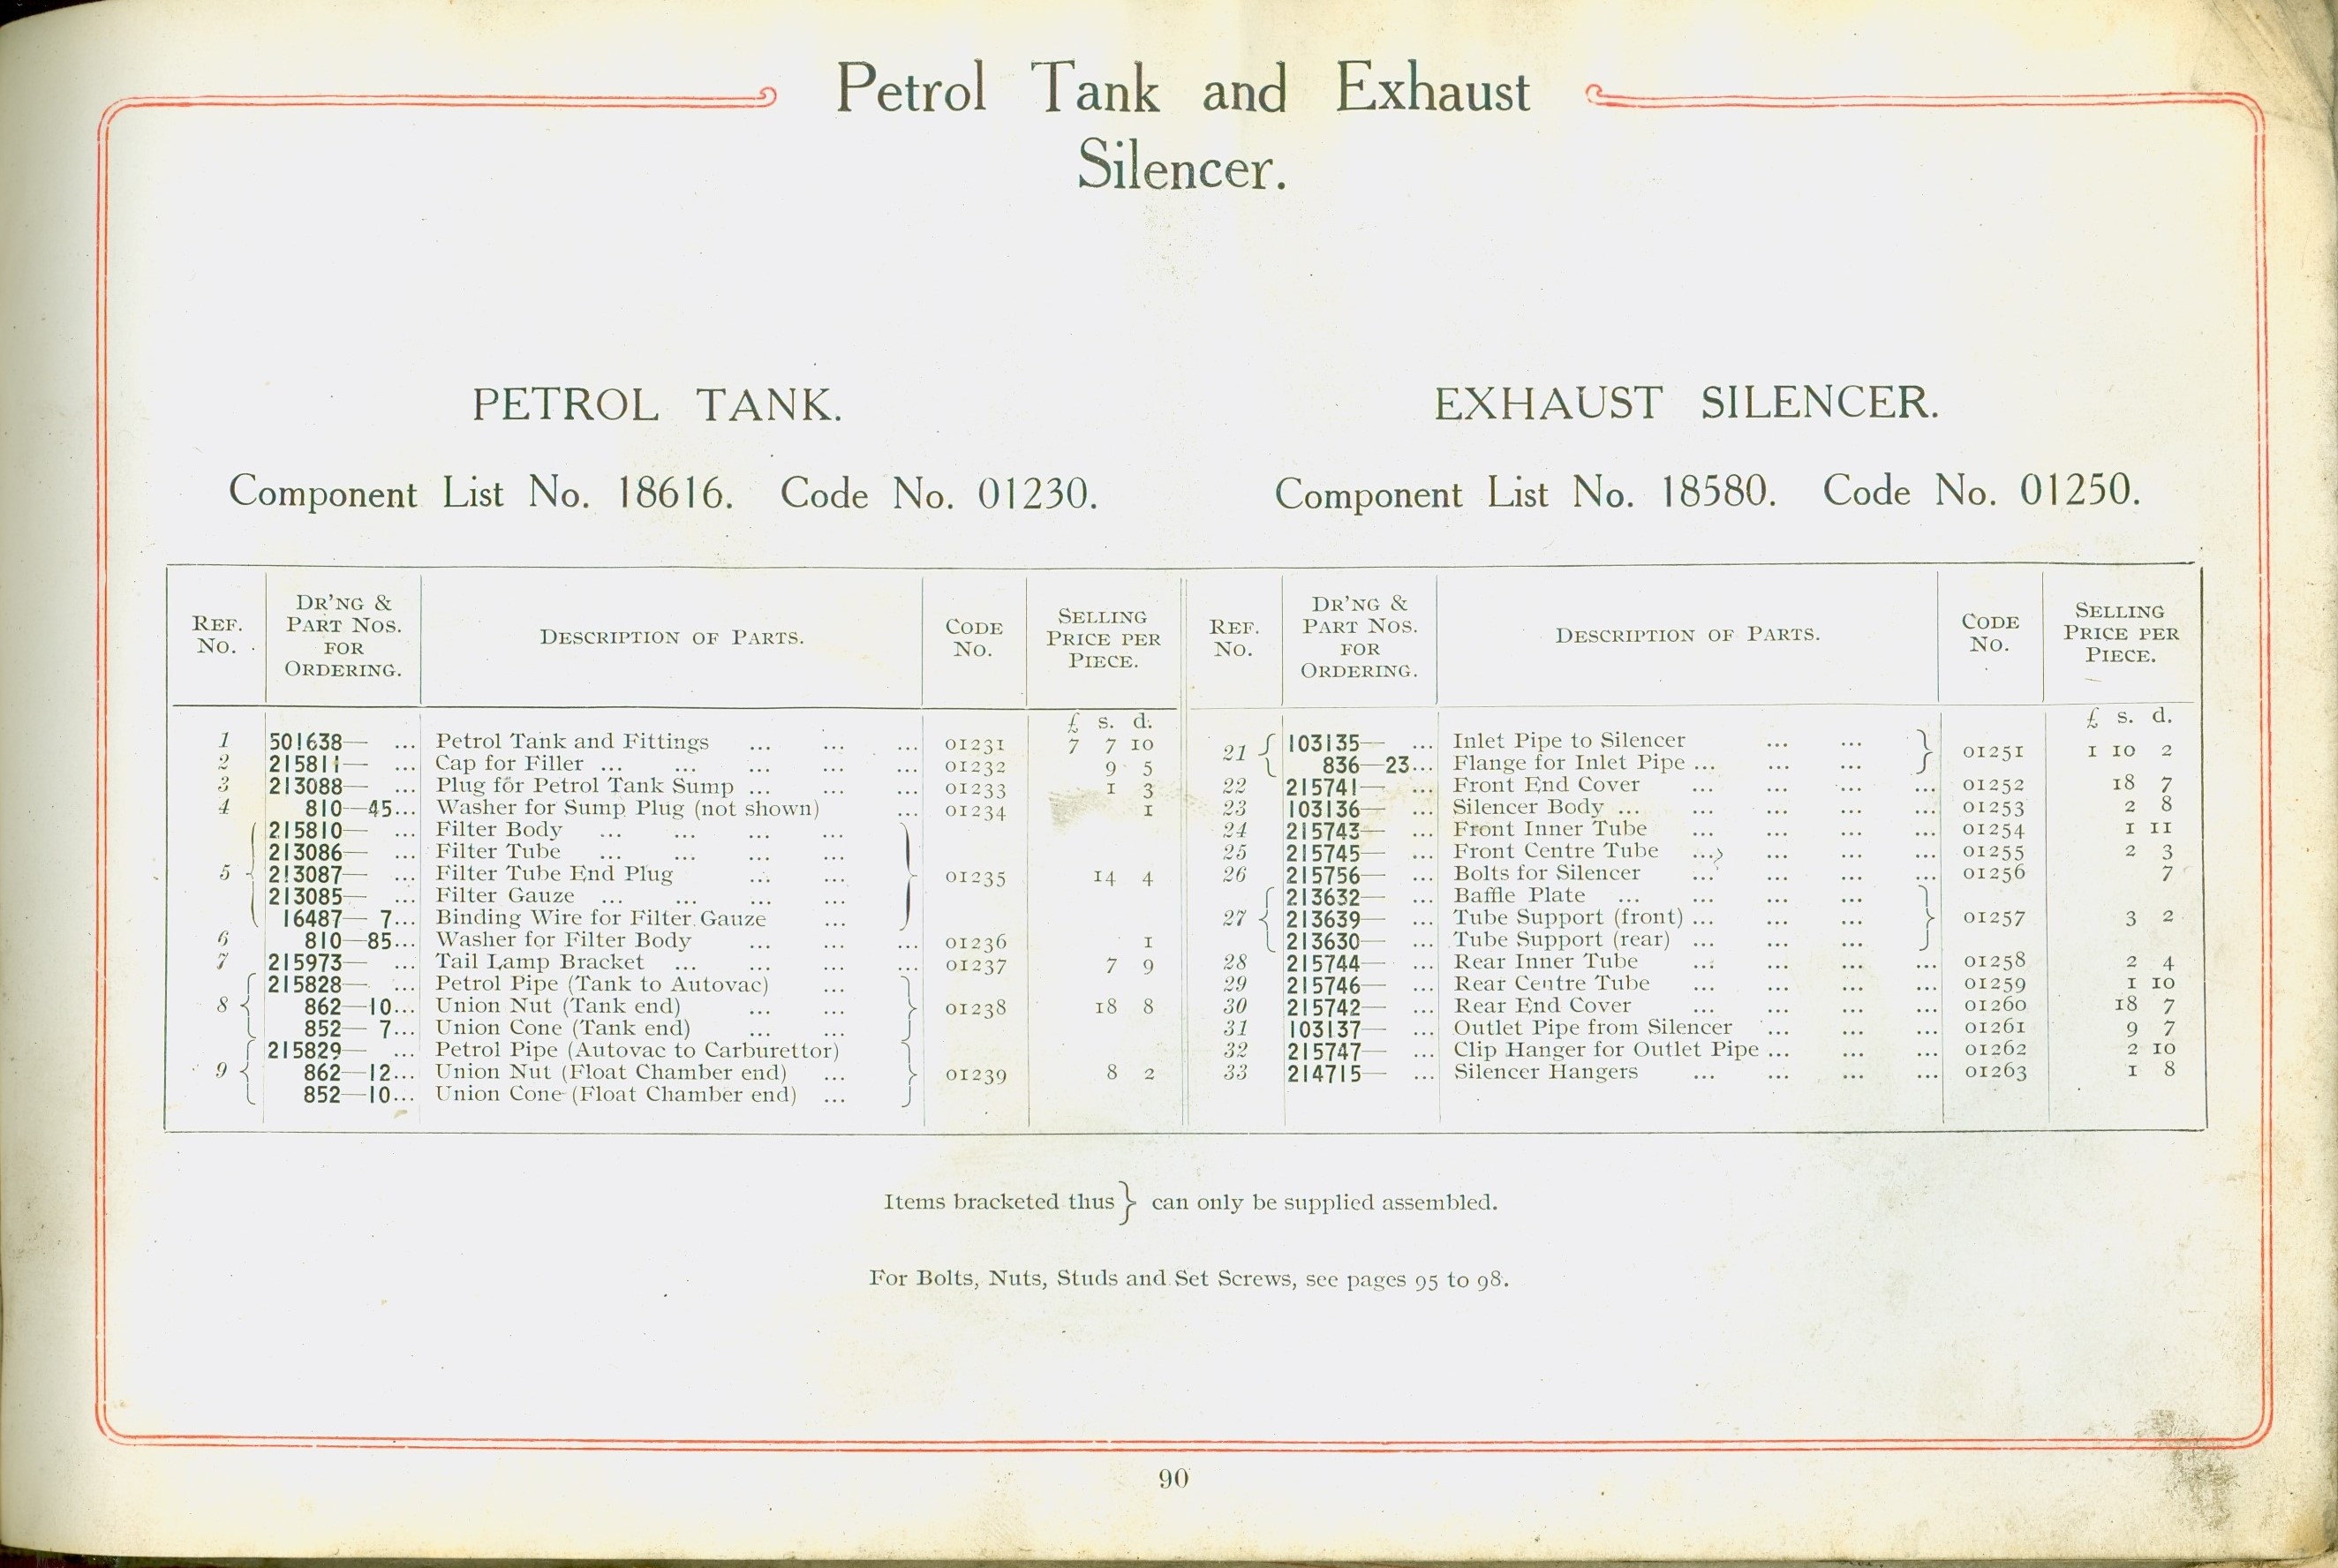 Petrol Tank and Exhaust
Silencer.
PETROL TANK.
Component List No. 18616. Code No. 01230.
REF. No. DR'NG & PART NOS. FOR ORDERING. DESCRIPTION OF PARTS. CODE No. SELLING PRICE PER PIECE.
£ s. d.
1 501638— ... Petrol Tank and Fittings ... ... ... 01231 7 7 10
2 215811— ... Cap for Filler ... ... ... ... ... 01232 9 5
3 213088— ... Plug for Petrol Tank Sump ... ... ... 01233 1 3
4 810—45... Washer for Sump Plug (not shown) ... 01234 1
215810— ... Filter Body ... ... ... ...
213086— ... Filter Tube ... ... ... ...
5 { 213087— ... Filter Tube End Plug ... ... } 01235 14 4
213085— ... Filter Gauze ... ... ... ...
16487— 7... Binding Wire for Filter Gauze ...
6 810—85... Washer for Filter Body ... ... ... 01236 1
7 215973— ... Tail Lamp Bracket ... ... ... ... 01237 7 9
215828— ... Petrol Pipe (Tank to Autovac) ...
8 { 862—10... Union Nut (Tank end) ... ... } 01238 18 8
852— 7... Union Cone (Tank end) ... ...
215829— ... Petrol Pipe (Autovac to Carburettor)
9 { 862—12... Union Nut (Float Chamber end) ... } 01239 8 2
852—10... Union Cone (Float Chamber end) ...
EXHAUST SILENCER.
Component List No. 18580. Code No. 01250.
REF. No. DR'NG & PART NOS. FOR ORDERING. DESCRIPTION OF PARTS. CODE No. SELLING PRICE PER PIECE.
£ s. d.
21 { 103135— ... Inlet Pipe to Silencer ... ... } 01251 1 10 2
836—23... Flange for Inlet Pipe ... ... ...
22 215741— ... Front End Cover ... ... ... ... 01252 18 7
23 103136— ... Silencer Body ... ... ... ... ... 01253 2 8
24 215743— ... Front Inner Tube ... ... ... ... 01254 1 11
25 215745— ... Front Centre Tube ... ... ... ... 01255 2 3
26 215756— ... Bolts for Silencer ... ... ... ... 01256 7
213632— ... Baffle Plate ... ... ... ...
27 { 213639— ... Tube Support (front) ... ... ... } 01257 3 2
213630— ... Tube Support (rear) ... ... ...
28 215744— ... Rear Inner Tube ... ... ... ... 01258 2 4
29 215746— ... Rear Centre Tube ... ... ... ... 01259 1 10
30 215742— ... Rear End Cover ... ... ... ... 01260 18 7
31 103137— ... Outlet Pipe from Silencer ... ... ... 01261 9 7
32 215747— ... Clip Hanger for Outlet Pipe ... ... ... 01262 2 10
33 214715— ... Silencer Hangers ... ... ... ... 01263 1 8
Items bracketed thus } can only be supplied assembled.
For Bolts, Nuts, Studs and Set Screws, see pages 95 to 98.
90